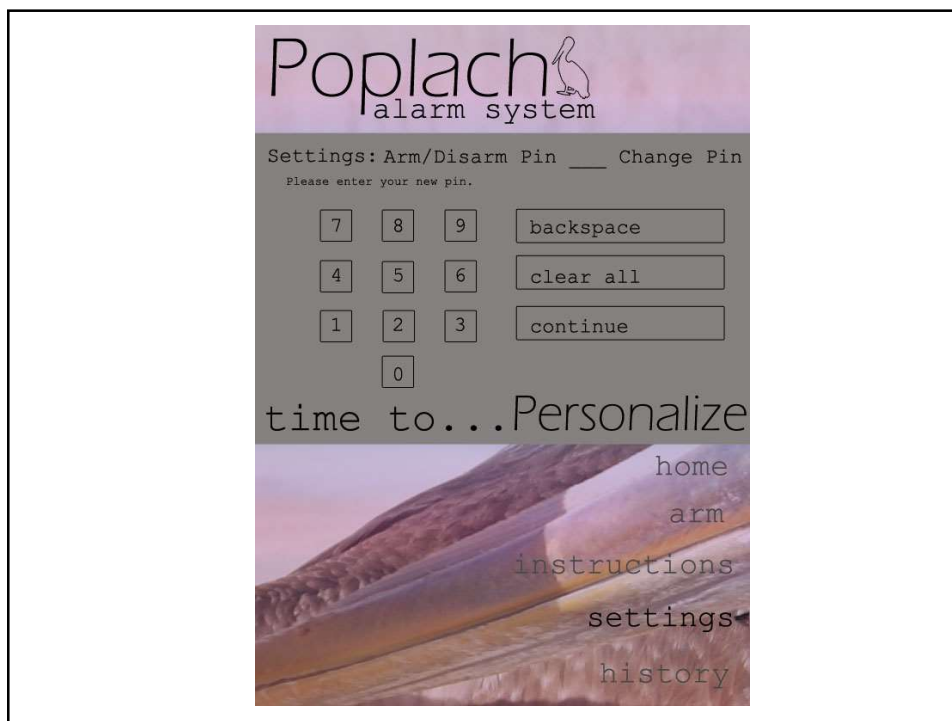 Poplach
alarm system
Settings: Arm/Disarm Pin ___ Change Pin
Please enter your new pin.
7 8 9 backspace
4 5 6 clear all
1 2 3 continue
0
time to...Personalize
home
arm
instructions
settings
history